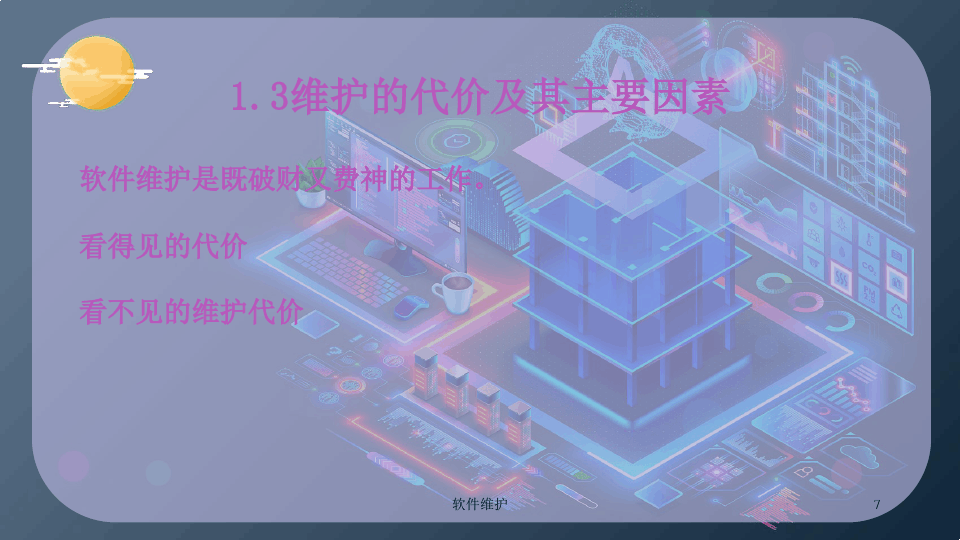 1.3维护的代价及其主要因素
软件维护是既破财又费神的工作。
看得见的代价
看不见的维护代价
软件维护
7